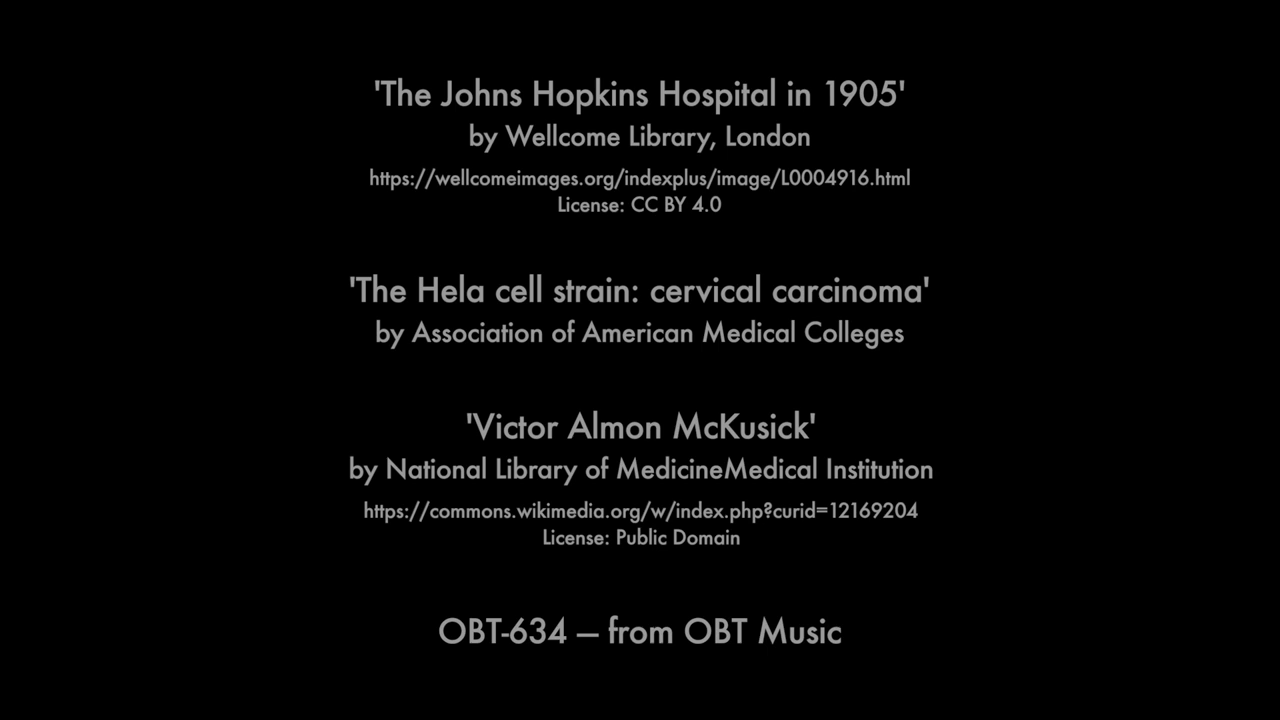 'The Johns Hopkins Hospital in 1905'
by Wellcome Library, London
https://wellcomeimages.org/indexplus/image/L0004916.html
License: CC BY 4.0
'The Hela cell strain: cervical carcinoma'
by Association of American Medical Colleges
'Victor Almon McKusick'
by National Library of MedicineMedical Institution
https://commons.wikimedia.org/w/index.php?curid=12169204
License: Public Domain
OBT-634 – from OBT Music